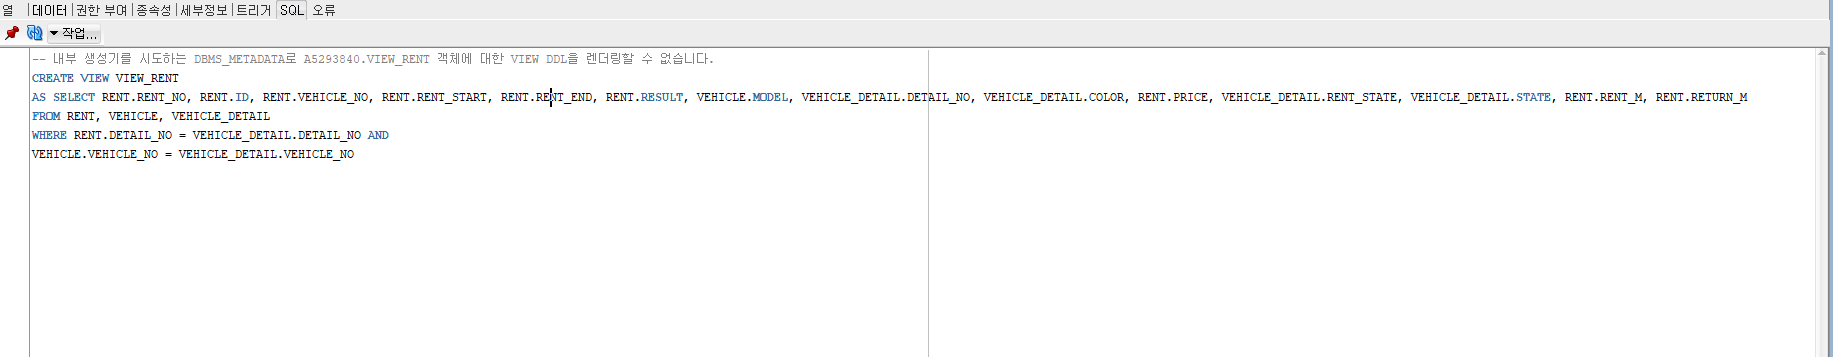 열 데이터 권한 부여 종속성 세부정보 트리거 SQL 오류
작업...
-- 내부 생성기를 시도하는 DBMS_METADATA로 A5293840.VIEW_RENT 객체에 대한 VIEW DDL을 렌더링할 수 없습니다.
CREATE VIEW VIEW_RENT
AS SELECT RENT.RENT_NO, RENT.ID, RENT.VEHICLE_NO, RENT.RENT_START, RENT.RENT_END, RENT.RESULT, VEHICLE.MODEL, VEHICLE_DETAIL.DETAIL_NO, VEHICLE_DETAIL.COLOR, RENT.PRICE, VEHICLE_DETAIL.RENT_STATE, VEHICLE_DETAIL.STATE, RENT.RENT_M, RENT.RETURN_M
FROM RENT, VEHICLE, VEHICLE_DETAIL
WHERE RENT.DETAIL_NO = VEHICLE_DETAIL.DETAIL_NO AND
VEHICLE.VEHICLE_NO = VEHICLE_DETAIL.VEHICLE_NO